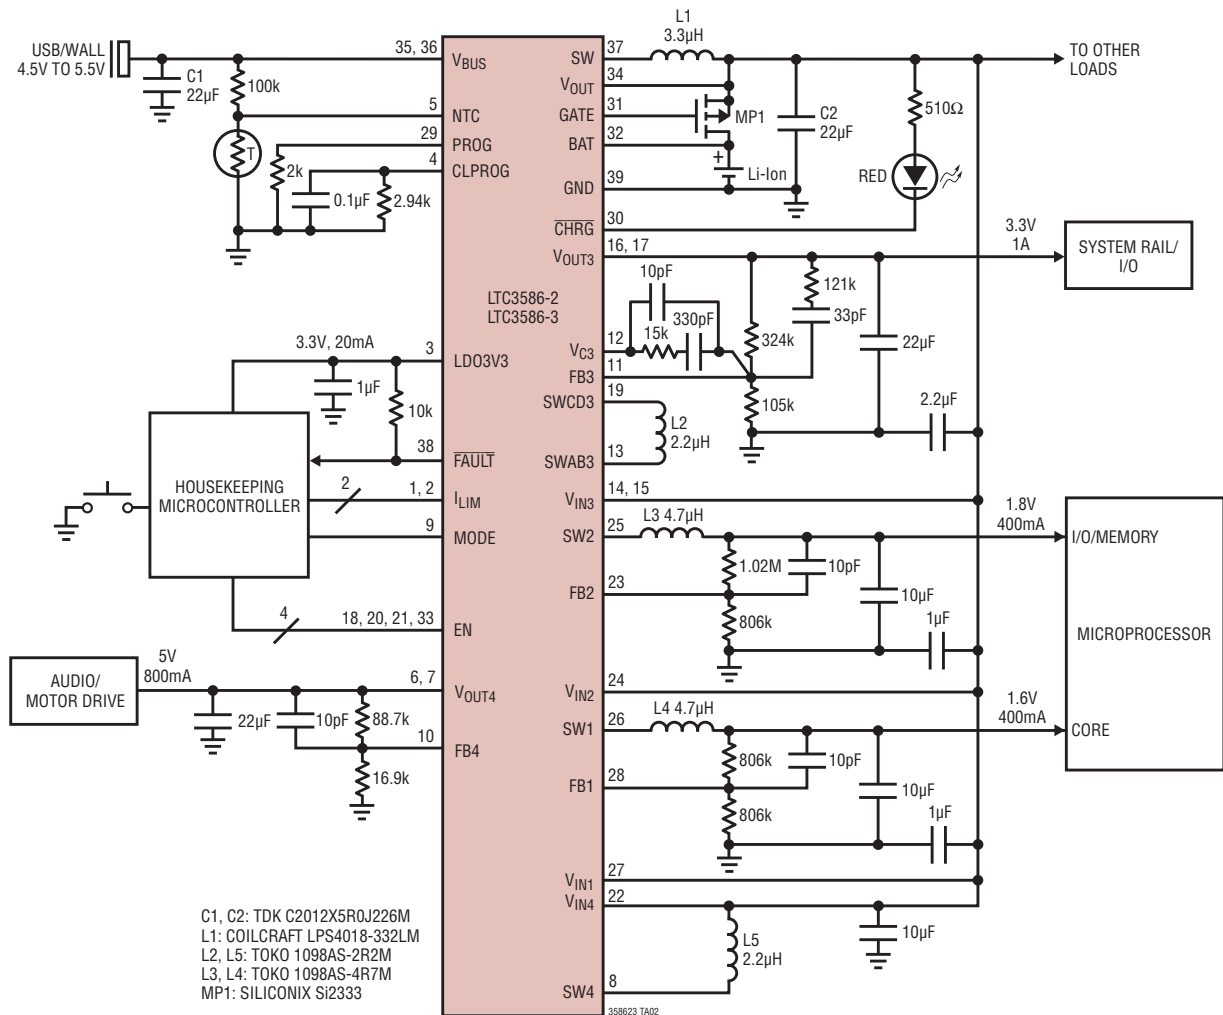 L1
3.3µH
USB/WALL
4.5V TO 5.5V
35, 36
VBUS
SW
37
TO OTHER
LOADS
C1
22µF
100k
VOUT
34
5
NTC
GATE
31
MP1
C2
22µF
510Ω
29
PROG
BAT
32
T
2k
4
CLPROG
+
Li-Ion
RED
0.1µF
2.94k
GND
39
CHRG
30
3.3V
1A
VOUT3
16, 17
SYSTEM RAIL/
I/O
10pF
121k
LTC3586-2
LTC3586-3
330pF
33pF
15k
324k
22µF
3.3V, 20mA
3
LDO3V3
VC3
12
FB3
11
1µF
10k
SWCD3
19
105k
2.2µF
L2
2.2µH
38
FAULT
SWAB3
13
HOUSEKEEPING
MICROCONTROLLER
2
1, 2
ILIM
VIN3
14, 15
L3 4.7µH
1.8V
400mA
9
MODE
SW2
25
I/O/MEMORY
1.02M
10pF
FB2
23
10µF
806k
1µF
4
18, 20, 21, 33
EN
MICROPROCESSOR
AUDIO/
MOTOR DRIVE
5V
800mA
6, 7
VOUT4
VIN2
24
L4 4.7µH
1.6V
400mA
22µF
10pF
88.7k
SW1
26
CORE
10
FB4
806k
10pF
16.9k
FB1
28
10µF
806k
1µF
VIN1
27
VIN4
22
10µF
L5
2.2µH
C1, C2: TDK C2012X5R0J226M
L1: COILCRAFT LPS4018-332LM
L2, L5: TOKO 1098AS-2R2M
L3, L4: TOKO 1098AS-4R7M
MP1: SILICONIX Si2333
SW4
8
358623 TA02